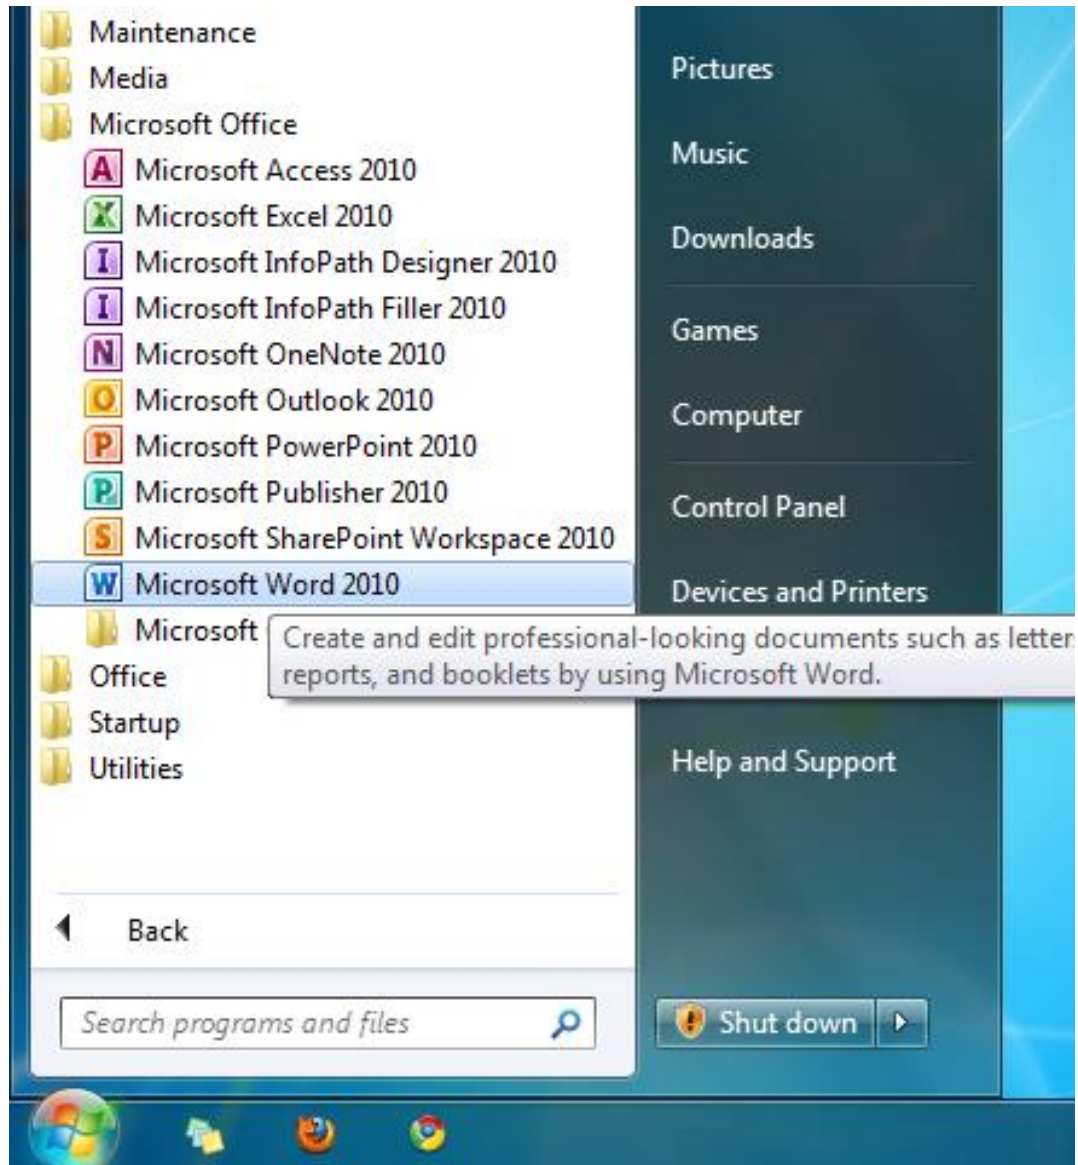 Maintenance
Media
Microsoft Office
Microsoft Access 2010
Microsoft Excel 2010
Microsoft InfoPath Designer 2010
Microsoft InfoPath Filler 2010
Microsoft OneNote 2010
Microsoft Outlook 2010
Microsoft PowerPoint 2010
Microsoft Publisher 2010
Microsoft SharePoint Workspace 2010
Microsoft Word 2010
Microsoft
Create and edit professional-looking documents such as letter
reports, and booklets by using Microsoft Word.
Office
Startup
Utilities
Back
Search programs and files
Pictures
Music
Downloads
Games
Computer
Control Panel
Devices and Printers
Help and Support
Shut down